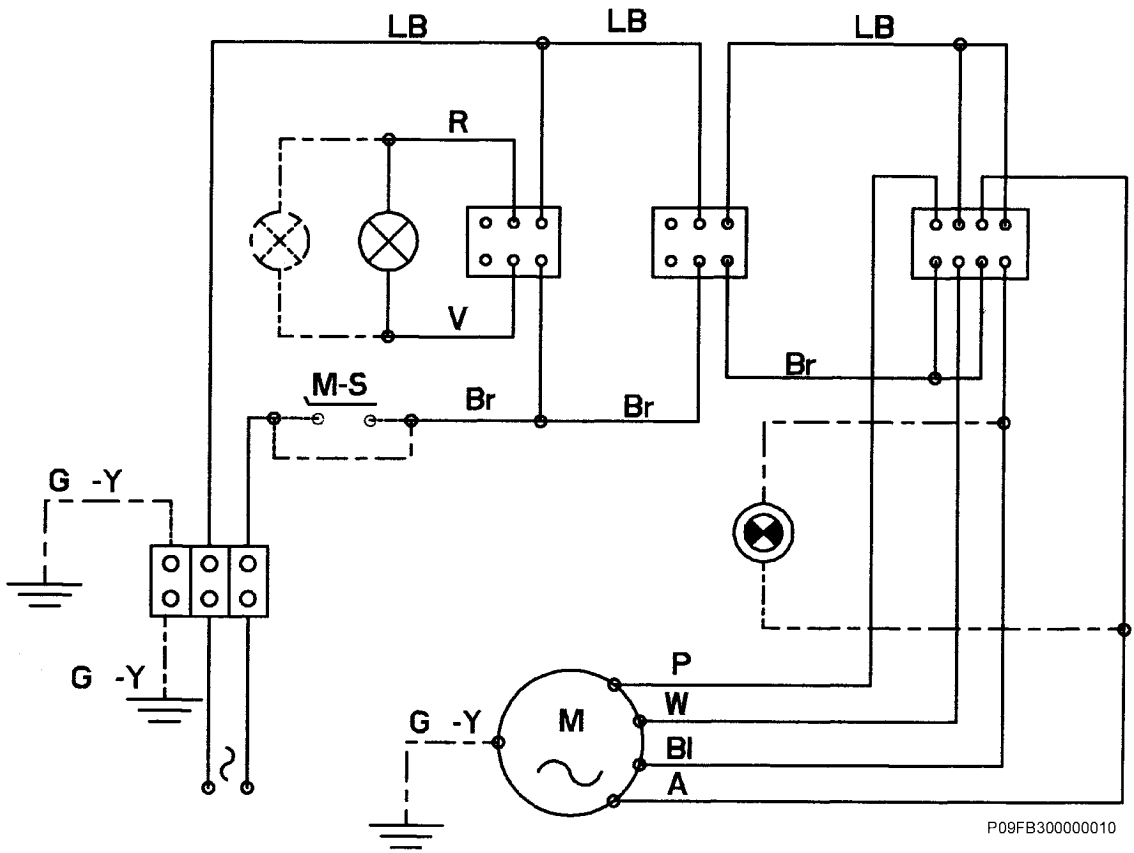 LB
LB
LB
R
V
M-S
Br
Br
Br
G -Y
G -Y
G -Y
M
P
W
Bl
A
P09FB300000010